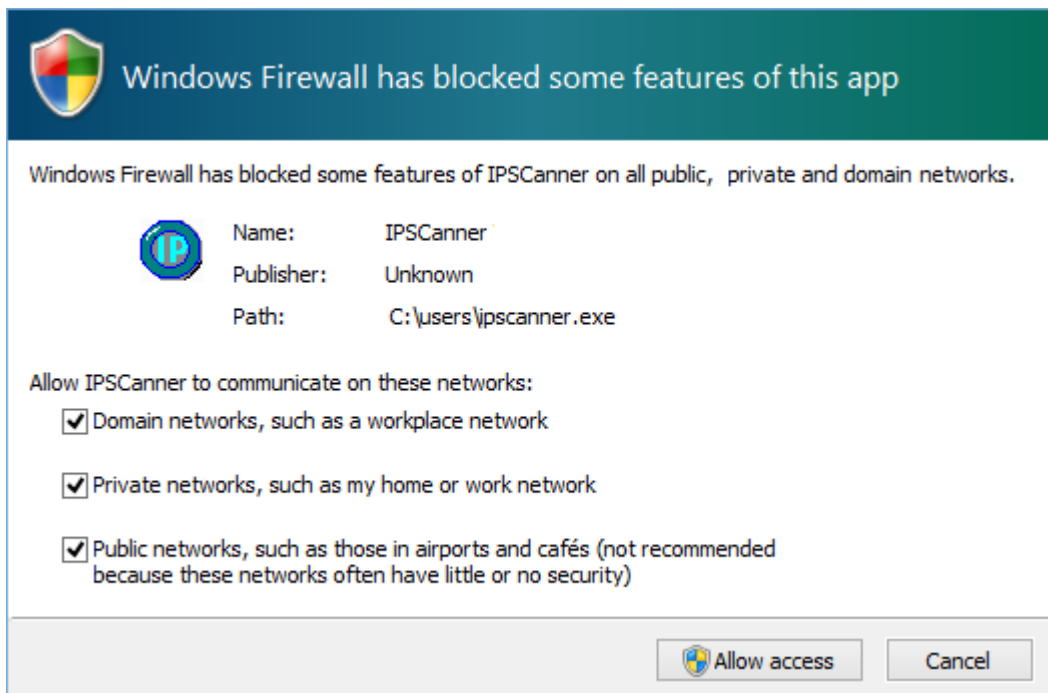 Windows Firewall has blocked some features of this app
Windows Firewall has blocked some features of IPSCanner on all public, private and domain networks.
IP
Name: IPSCanner
Publisher: Unknown
Path: C:\users\ipscanner.exe
Allow IPSCanner to communicate on these networks:
Domain networks, such as a workplace network
Private networks, such as my home or work network
Public networks, such as those in airports and cafés (not recommended
because these networks often have little or no security)
Allow access Cancel